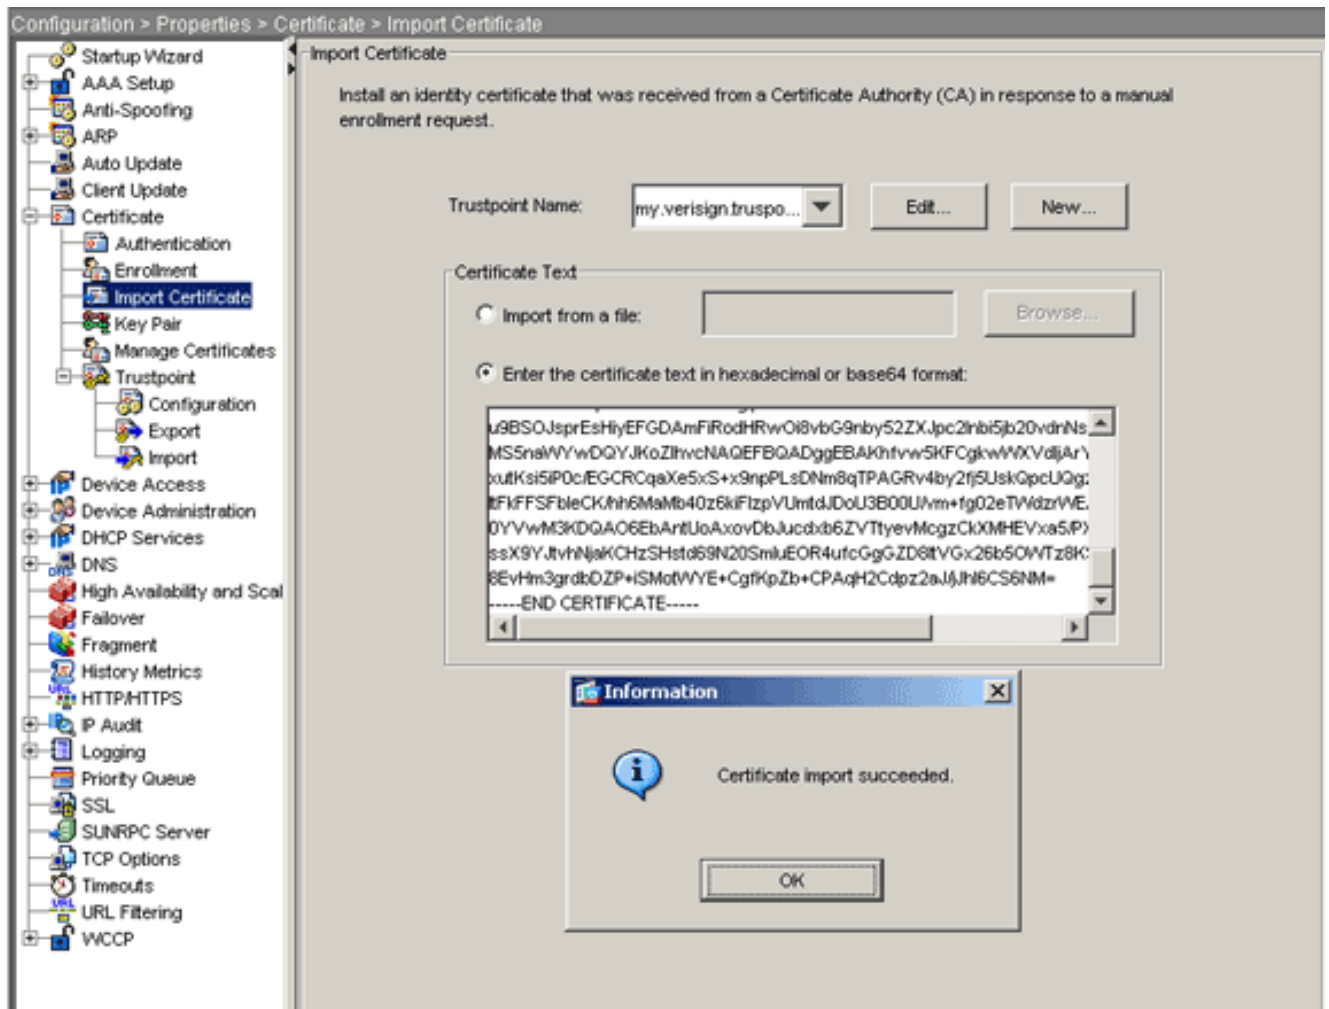 Configuration > Properties > Certificate > Import Certificate
Startup Wizard
AAA Setup
Anti-Spoofing
ARP
Auto Update
Client Update
Certificate
Authentication
Enrollment
Import Certificate
Key Pair
Manage Certificates
Trustpoint
Configuration
Export
Import
Device Access
Device Administration
DHCP Services
DNS
High Availability and Scal
Failover
Fragment
History Metrics
HTTP/HTTPS
IP Audit
Logging
Priority Queue
SSL
SUNRPC Server
TCP Options
Timeouts
URL Filtering
WCCP
Import Certificate
Install an identity certificate that was received from a Certificate Authority (CA) in response to a manual
enrollment request.
Trustpoint Name:
my.verisign.truspo...
Edit...
New...
Certificate Text
Import from a file:
Browse...
Enter the certificate text in hexadecimal or base64 format:
-----END CERTIFICATE-----
Information
Certificate import succeeded.
OK